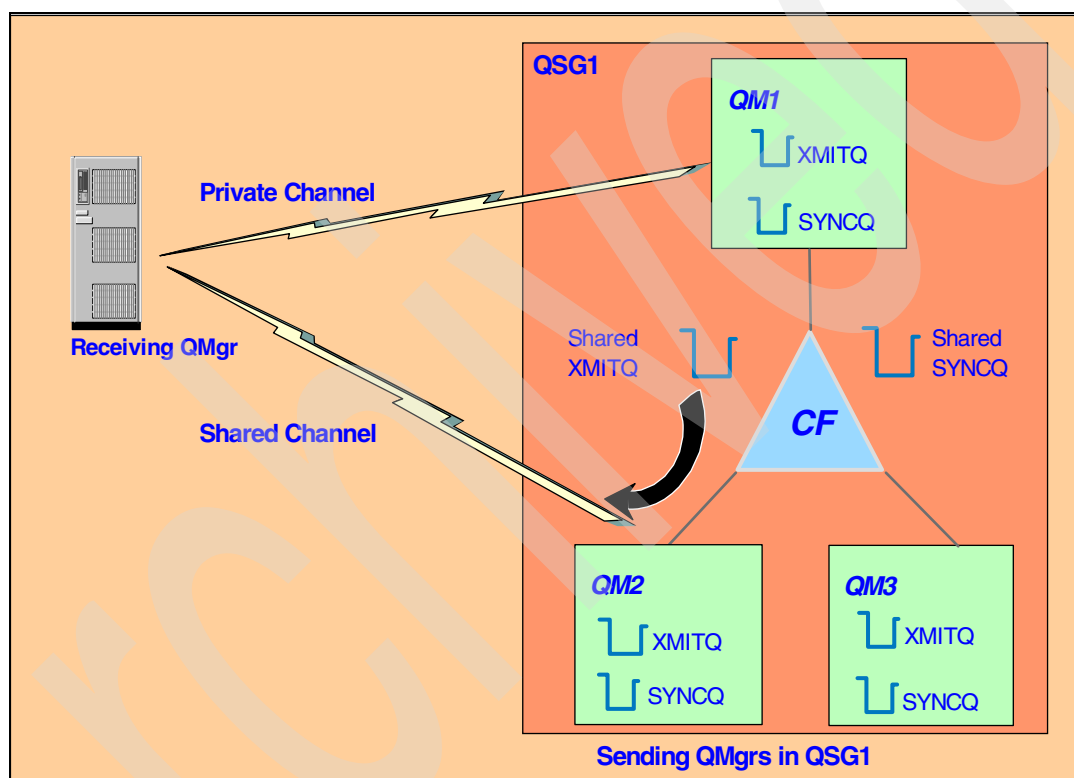 QSG1
QM1
XMITQ
SYNCQ
Private Channel
Receiving QMgr
Shared
XMITQ
Shared
SYNCQ
CF
Shared Channel
QM2
XMITQ
SYNCQ
QM3
XMITQ
SYNCQ
Sending QMgrs in QSG1